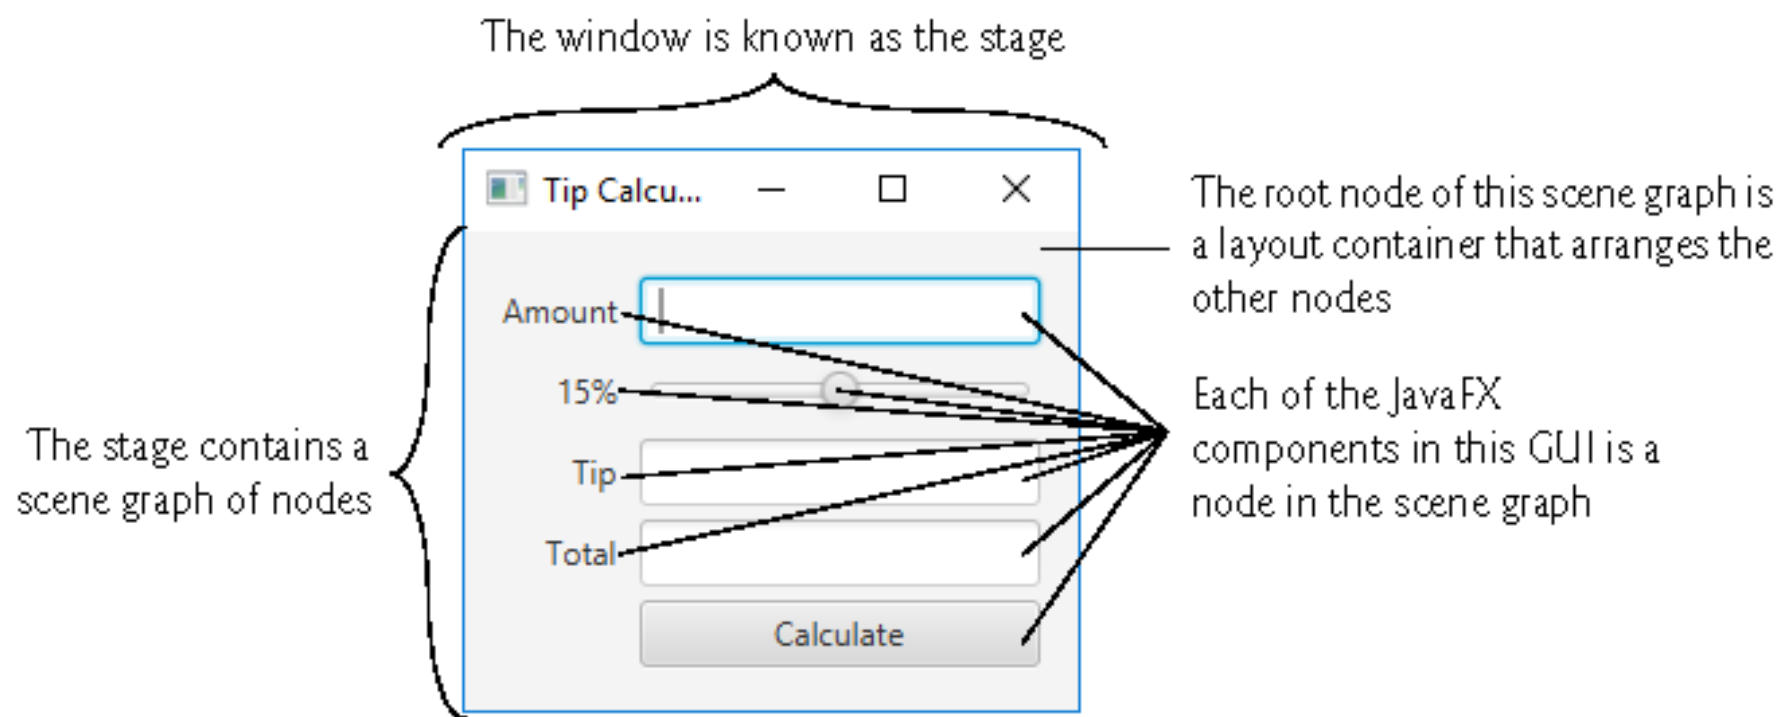 The window is known as the stage
Tip Calcu...
The root node of this scene graph is
a layout container that arranges the
other nodes
Amount
15%
Tip
Total
Calculate
The stage contains a
scene graph of nodes
Each of the JavaFX
components in this GUI is a
node in the scene graph